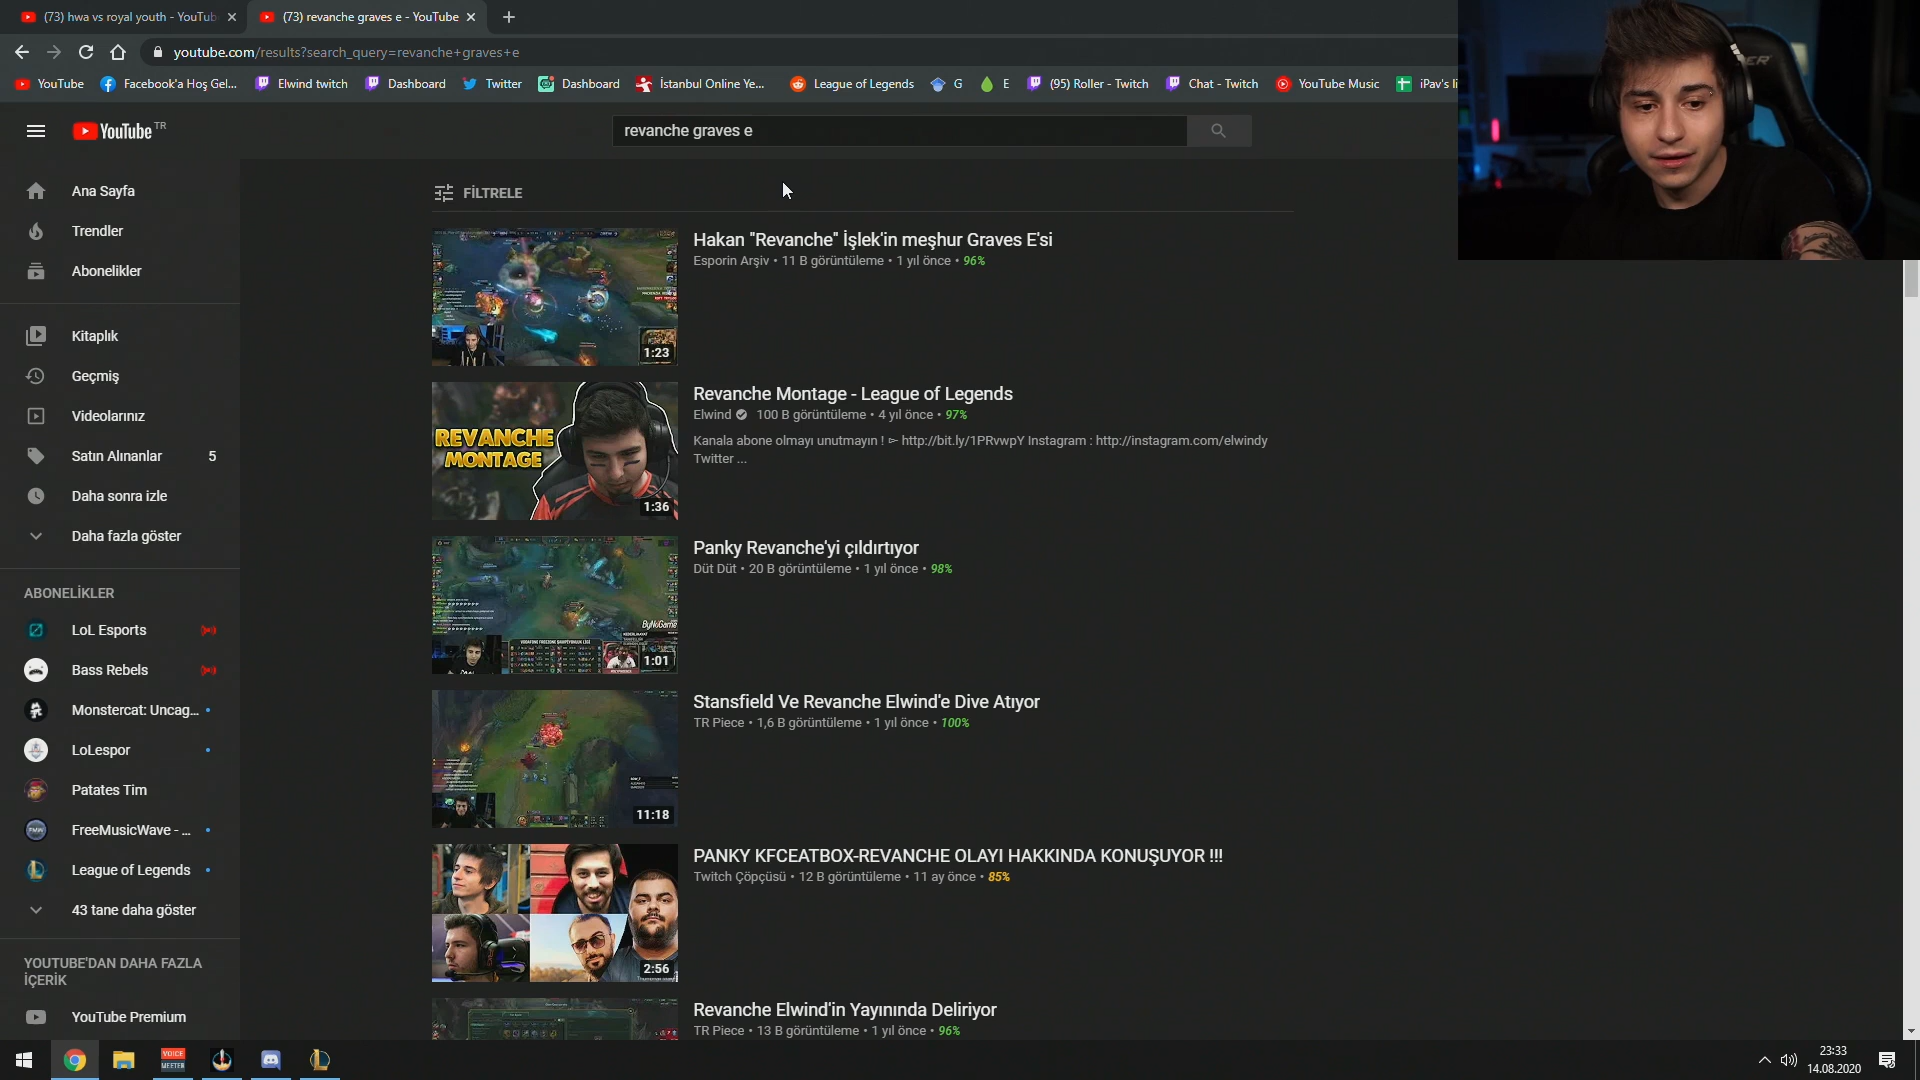 (73) hwa vs royal youth - YouTub
(73) revanche graves e - YouTube
youtube.com/results?search_query=revanche+graves+e
YouTube
Facebook'a Hoş Gel...
Elwind twitch
Dashboard
Twitter
Dashboard
İstanbul Online Ye...
League of Legends
G
E
(95) Roller - Twitch
Chat - Twitch
YouTube Music
iPav's li
YouTube TR
revanche graves e
Ana Sayfa
Trendler
Abonelikler
Kitaplık
Geçmiş
Videolarınız
Satın Alınanlar 5
Daha sonra izle
Daha fazla göster
ABONELİKLER
LoL Esports
Bass Rebels
Monstercat: Uncag...
LoLespor
Patates Tim
FreeMusicWave - ...
League of Legends
43 tane daha göster
YOUTUBE'DAN DAHA FAZLA
İÇERİK
YouTube Premium
FİLTRELE
Hakan "Revanche" İşlek'in meşhur Graves E'si
Esporin Arşiv • 11 B görüntüleme • 1 yıl önce • 96%
1:23
Revanche Montage - League of Legends
Elwind 100 B görüntüleme • 4 yıl önce • 97%
Kanala abone olmayı unutmayın ! ► http://bit.ly/1PRvwpY Instagram : http://instagram.com/elwindy
Twitter ...
REVANCHE
MONTAGE
1:36
Panky Revanche'yi çıldırtıyor
Düt Düt • 20 B görüntüleme • 1 yıl önce • 98%
ByNoGame
1:01
Stansfield Ve Revanche Elwind'e Dive Atıyor
TR Piece • 1,6 B görüntüleme • 1 yıl önce • 100%
11:18
PANKY KFCEATBOX-REVANCHE OLAYI HAKKINDA KONUŞUYOR !!!
Twitch Çöpçüsü • 12 B görüntüleme • 11 ay önce • 85%
2:56
Revanche Elwind'in Yayınında Deliriyor
TR Piece • 13 B görüntüleme • 1 yıl önce • 96%
VOICE
MEETER
23:33
14.08.2020